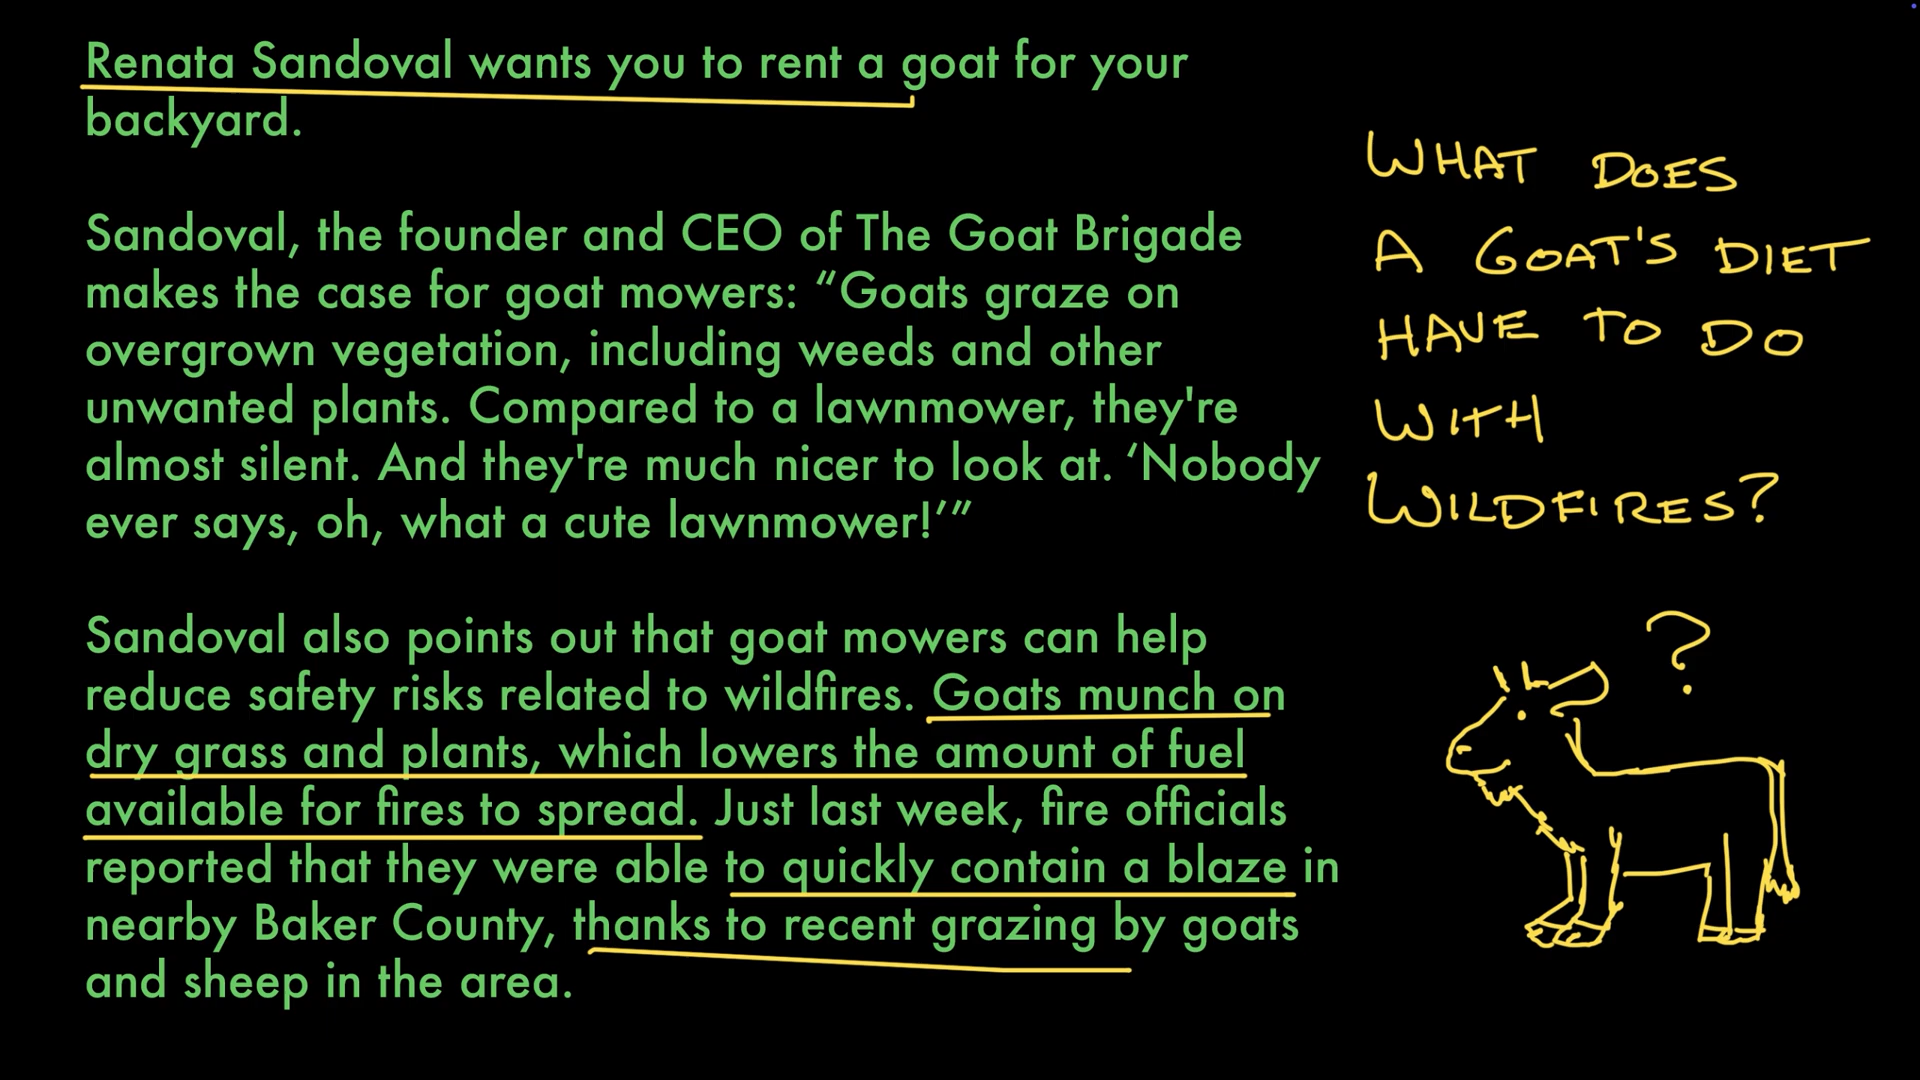 Renata Sandoval wants you to rent a goat for your
backyard.
Sandoval, the founder and CEO of The Goat Brigade
makes the case for goat mowers: “Goats graze on
overgrown vegetation, including weeds and other
unwanted plants. Compared to a lawnmower, they're
almost silent. And they're much nicer to look at. ‘Nobody
ever says, oh, what a cute lawnmower!’”
Sandoval also points out that goat mowers can help
reduce safety risks related to wildfires. Goats munch on
dry grass and plants, which lowers the amount of fuel
available for fires to spread. Just last week, fire officials
reported that they were able to quickly contain a blaze in
nearby Baker County, thanks to recent grazing by goats
and sheep in the area.
WHAT DOES
A GOAT'S DIET
HAVE TO DO
WITH
WILDFIRES?
?